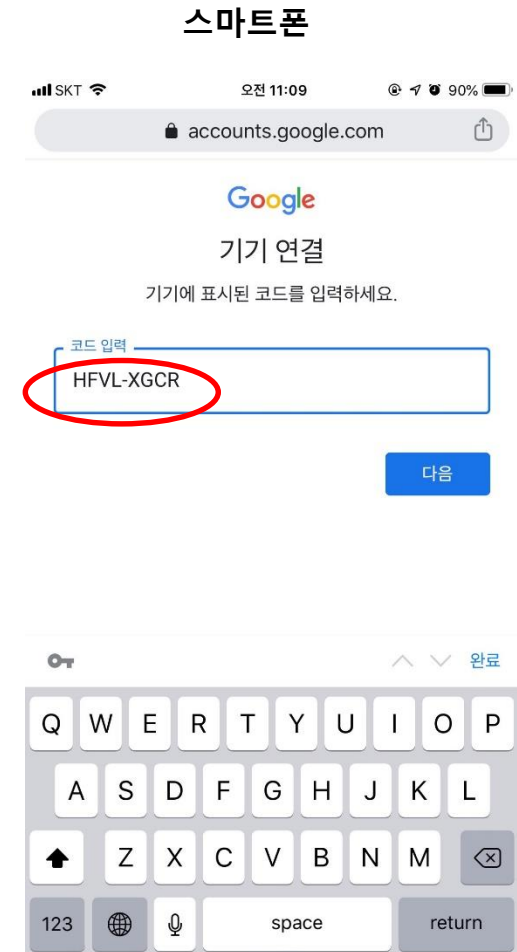 스마트폰
SKT 오전 11:09 90%
accounts.google.com
Google
기기 연결
기기에 표시된 코드를 입력하세요.
코드 입력
HFVL-XGCR
다음
완료
Q W E R T Y U I O P
A S D F G H J K L
Z X C V B N M
123 space return